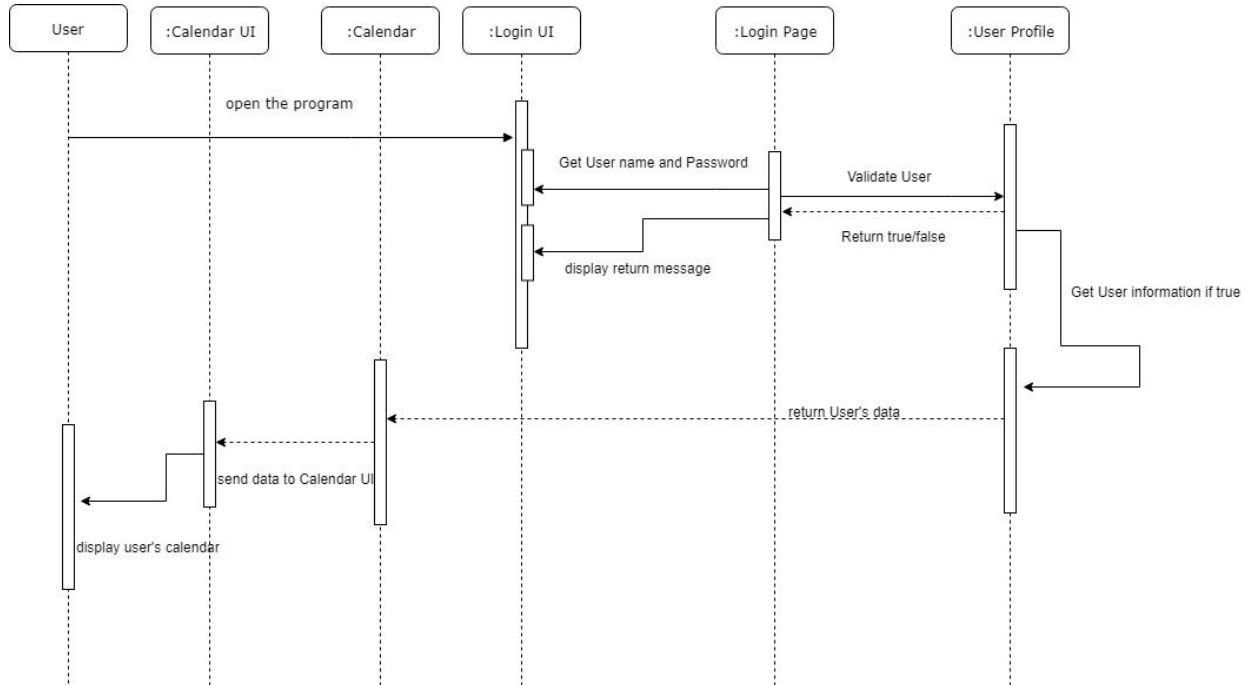 User
:Calendar UI
:Calendar
:Login UI
:Login Page
:User Profile
open the program
Get User name and Password
Validate User
Return true/false
display return message
Get User information if true
return User's data
send data to Calendar UI
display user's calendar